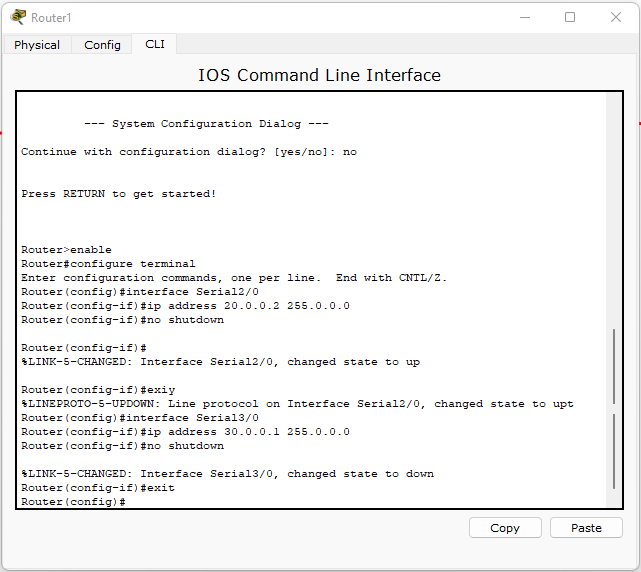 Router1
Physical Config CLI
IOS Command Line Interface
--- System Configuration Dialog ---
Continue with configuration dialog? [yes/no]: no
Press RETURN to get started!
Router>enable
Router#configure terminal
Enter configuration commands, one per line.  End with CNTL/Z.
Router(config)#interface Serial2/0
Router(config-if)#ip address 20.0.0.2 255.0.0.0
Router(config-if)#no shutdown
Router(config-if)#
%LINK-5-CHANGED: Interface Serial2/0, changed state to up
Router(config-if)#exiy
%LINEPROTO-5-UPDOWN: Line protocol on Interface Serial2/0, changed state to upt
Router(config)#interface Serial3/0
Router(config-if)#ip address 30.0.0.1 255.0.0.0
Router(config-if)#no shutdown
%LINK-5-CHANGED: Interface Serial3/0, changed state to down
Router(config-if)#exit
Router(config)#
Copy Paste